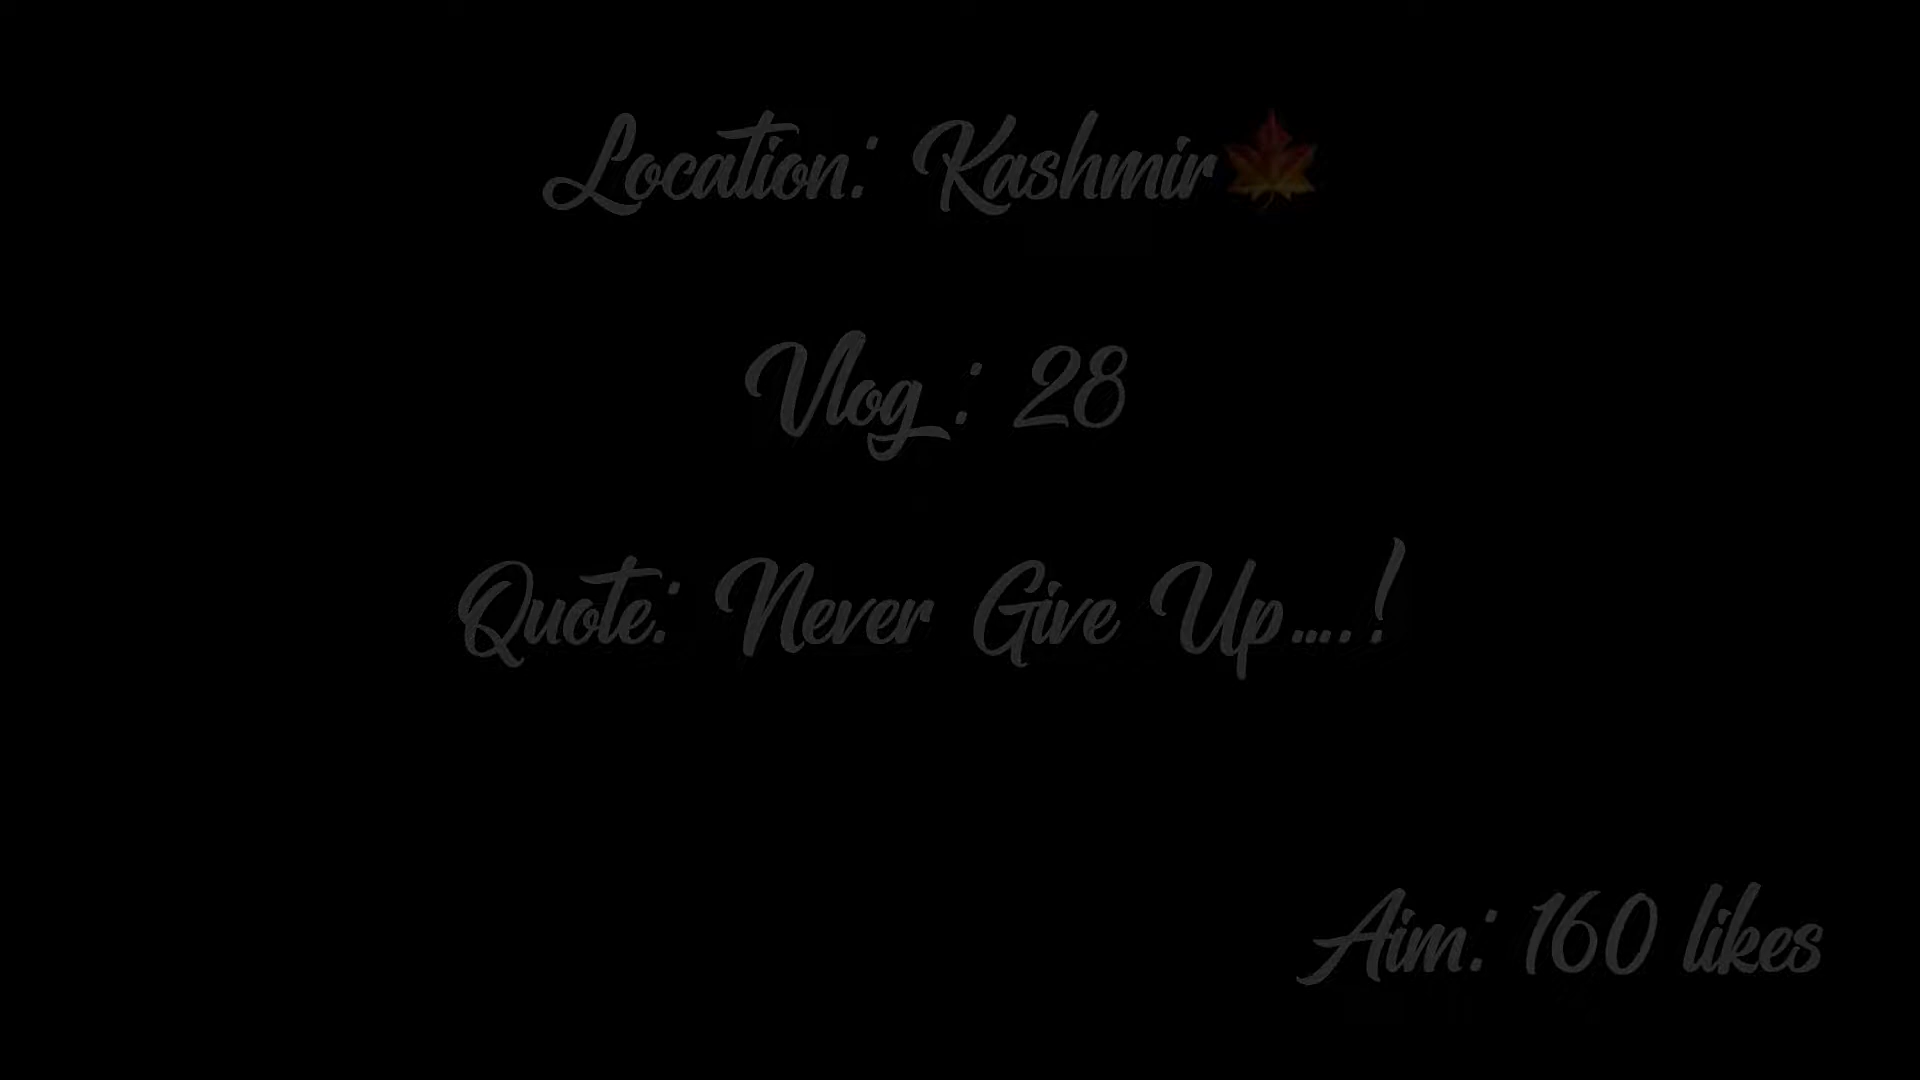 Location: Kashmir🍁
Vlog : 28
Quote: Never Give Up....!
Aim: 160 likes